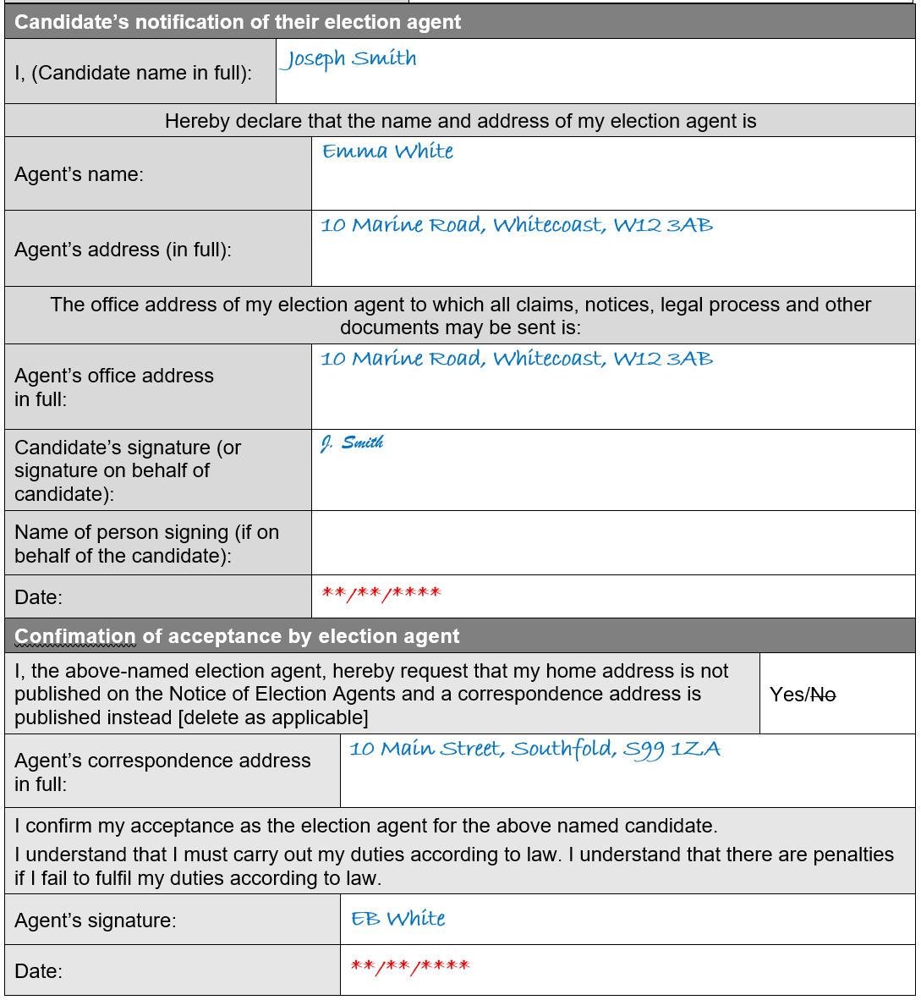 Candidate’s notification of their election agent
I, (Candidate name in full):
Joseph Smith
Hereby declare that the name and address of my election agent is
Agent’s name:
Emma White
Agent’s address (in full):
10 Marine Road, Whitecoast, W12 3AB
The office address of my election agent to which all claims, notices, legal process and other
documents may be sent is:
Agent’s office address
in full:
10 Marine Road, Whitecoast, W12 3AB
Candidate’s signature (or
signature on behalf of
candidate):
J. Smith
Name of person signing (if on
behalf of the candidate):
Date:
**/**/****
Confimation of acceptance by election agent
I, the above-named election agent, hereby request that my home address is not
published on the Notice of Election Agents and a correspondence address is
published instead [delete as applicable]
Yes/No
Agent’s correspondence address
in full:
10 Main Street, Southfold, S99 1ZA
I confirm my acceptance as the election agent for the above named candidate.
I understand that I must carry out my duties according to law. I understand that there are penalties
if I fail to fulfil my duties according to law.
Agent’s signature:
EB White
Date:
**/**/****